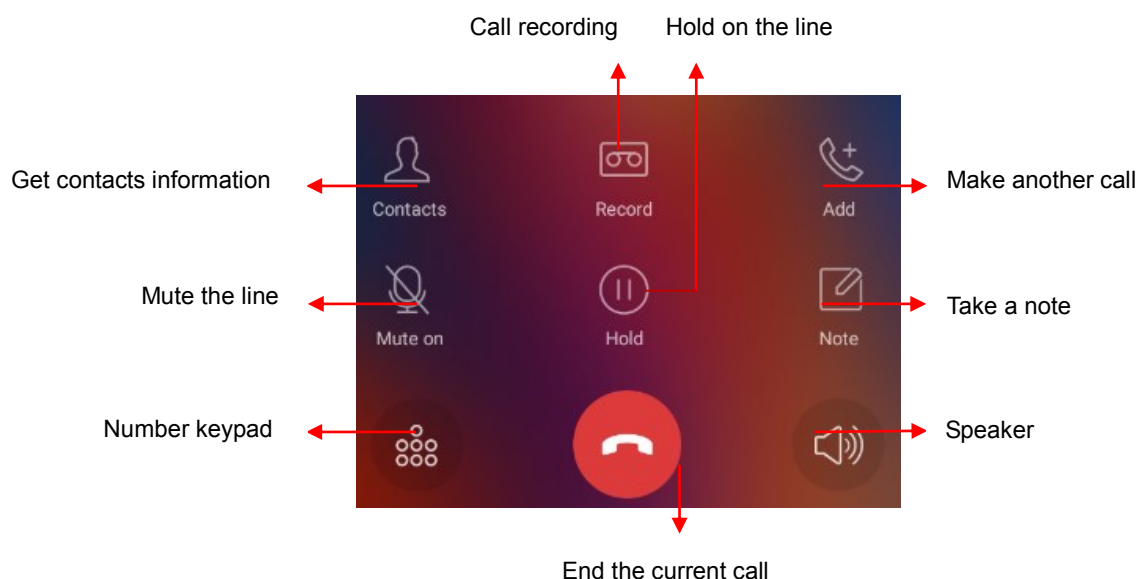 Call recording
Hold on the line
Get contacts information
Contacts
Record
Add
Make another call
Mute the line
Mute on
Hold
Note
Take a note
Number keypad
Speaker
End the current call